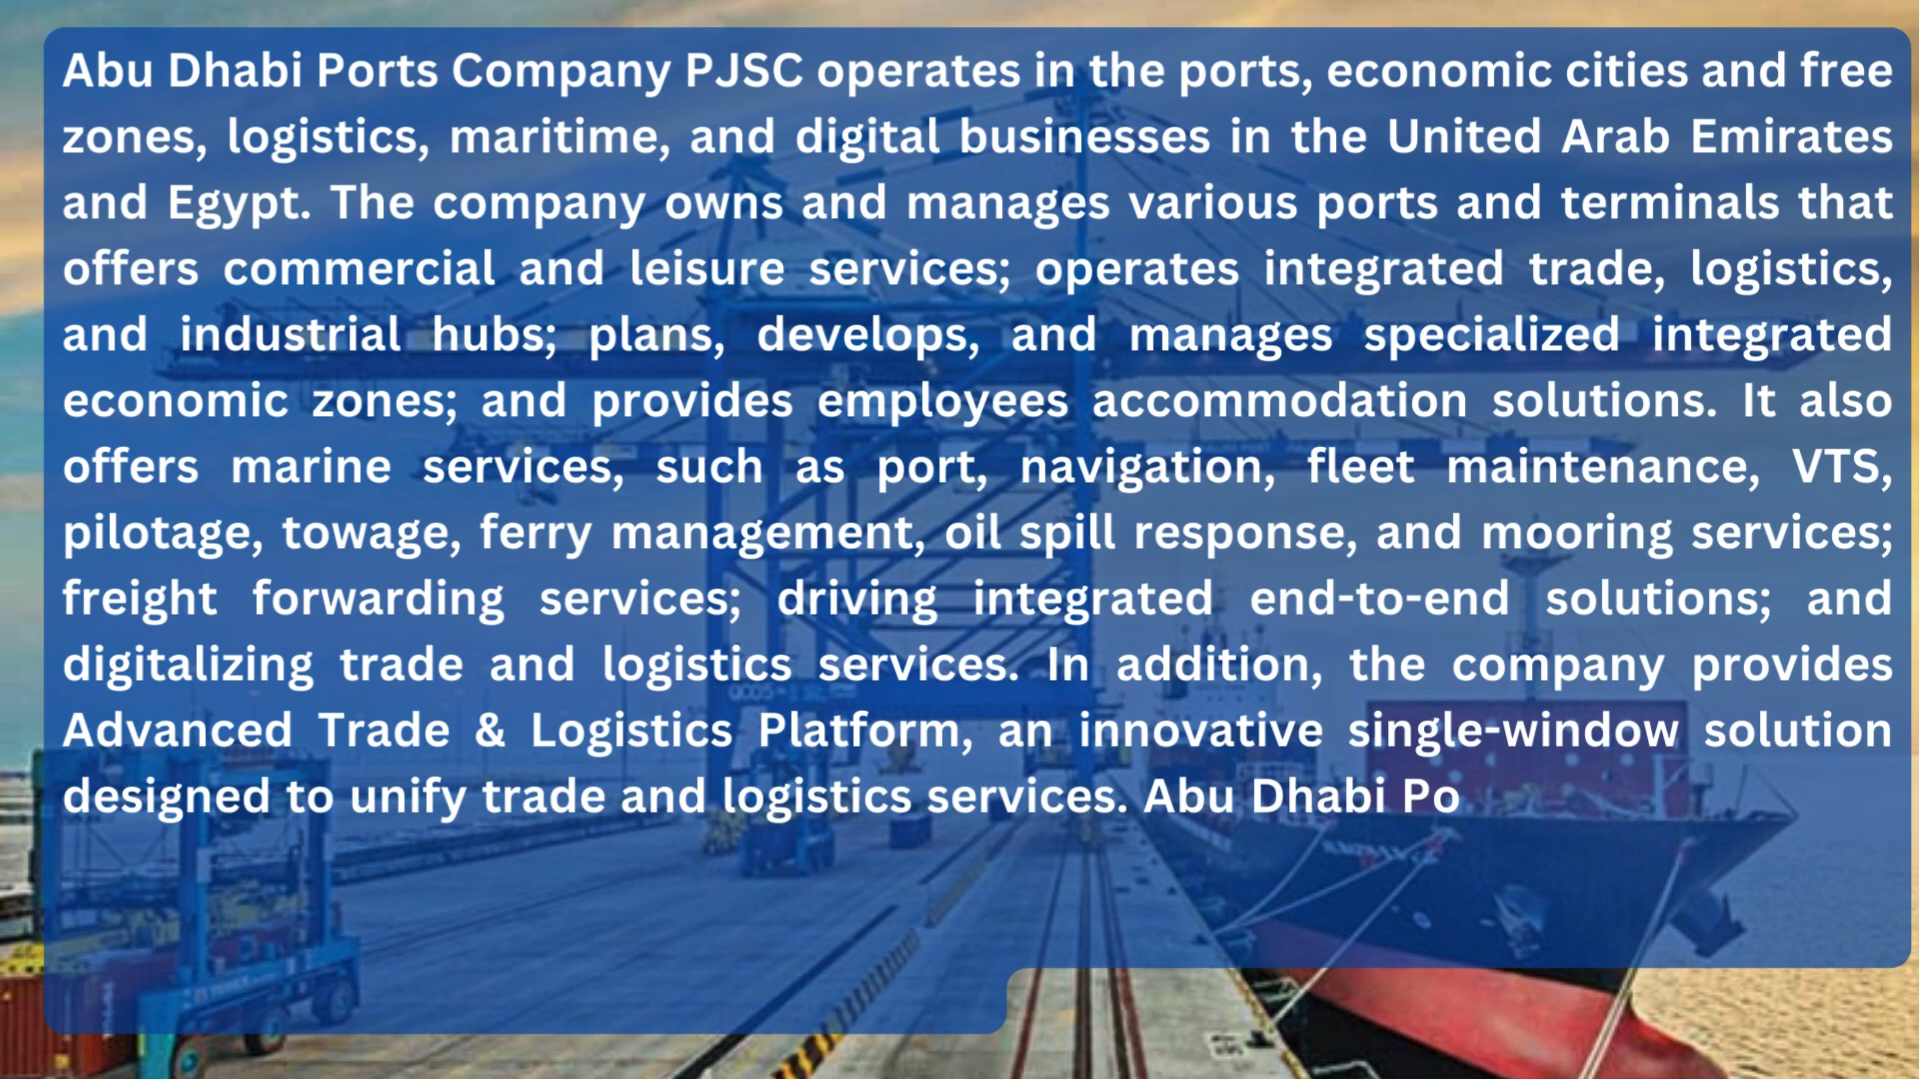 Abu Dhabi Ports Company PJSC operates in the ports, economic cities and free
zones, logistics, maritime, and digital businesses in the United Arab Emirates
and Egypt. The company owns and manages various ports and terminals that
offers commercial and leisure services; operates integrated trade, logistics,
and industrial hubs; plans, develops, and manages specialized integrated
economic zones; and provides employees accommodation solutions. It also
offers marine services, such as port, navigation, fleet maintenance, VTS,
pilotage, towage, ferry management, oil spill response, and mooring services;
freight forwarding services; driving integrated end-to-end solutions; and
digitalizing trade and logistics services. In addition, the company provides
Advanced Trade & Logistics Platform, an innovative single-window solution
designed to unify trade and logistics services. Abu Dhabi Po